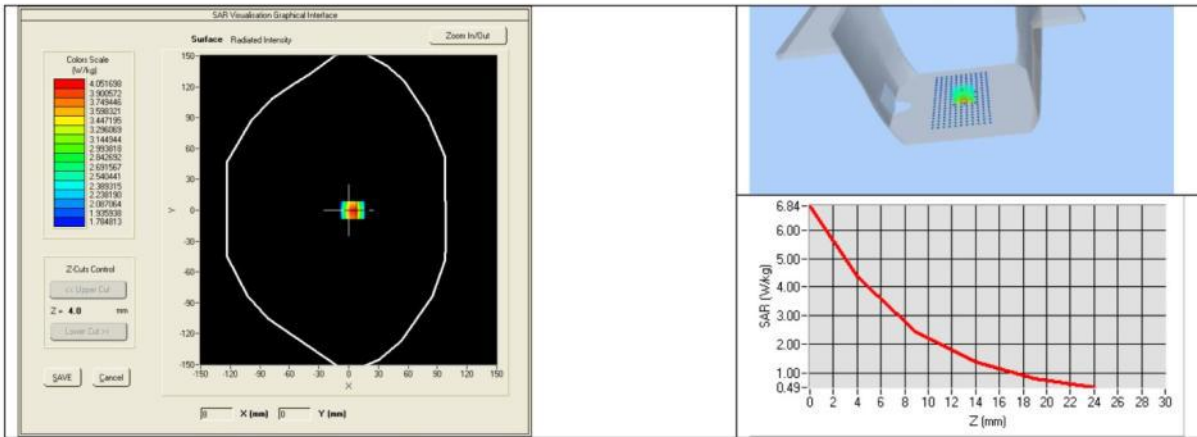 SAR Visualisation Graphical Interface
Surface Radiated Intensity
Zoom In/Out
Colors Scale
(W/kg)
4.051698
3.900572
3.749446
3.598321
3.447195
3.296069
3.144944
2.993818
2.842692
2.691567
2.540441
2.389315
2.238190
2.087064
1.935938
1.784813
Z-Cuts Control
<< Upper Cut
Z = 4.0 mm
Lower Cut >>
SAVE Cancel
150
120
90
60
30
0
-30
-60
-90
-120
-150
Y
-150 -120 -90 -60 -30 0 30 60 90 120 150
X
8 X (mm) 0 Y (mm)
6.84
6.00
5.00
4.00
3.00
2.00
1.00
0.49
SAR (W/kg)
0 2 4 6 8 10 12 14 16 18 20 22 24 26 28 30
Z (mm)